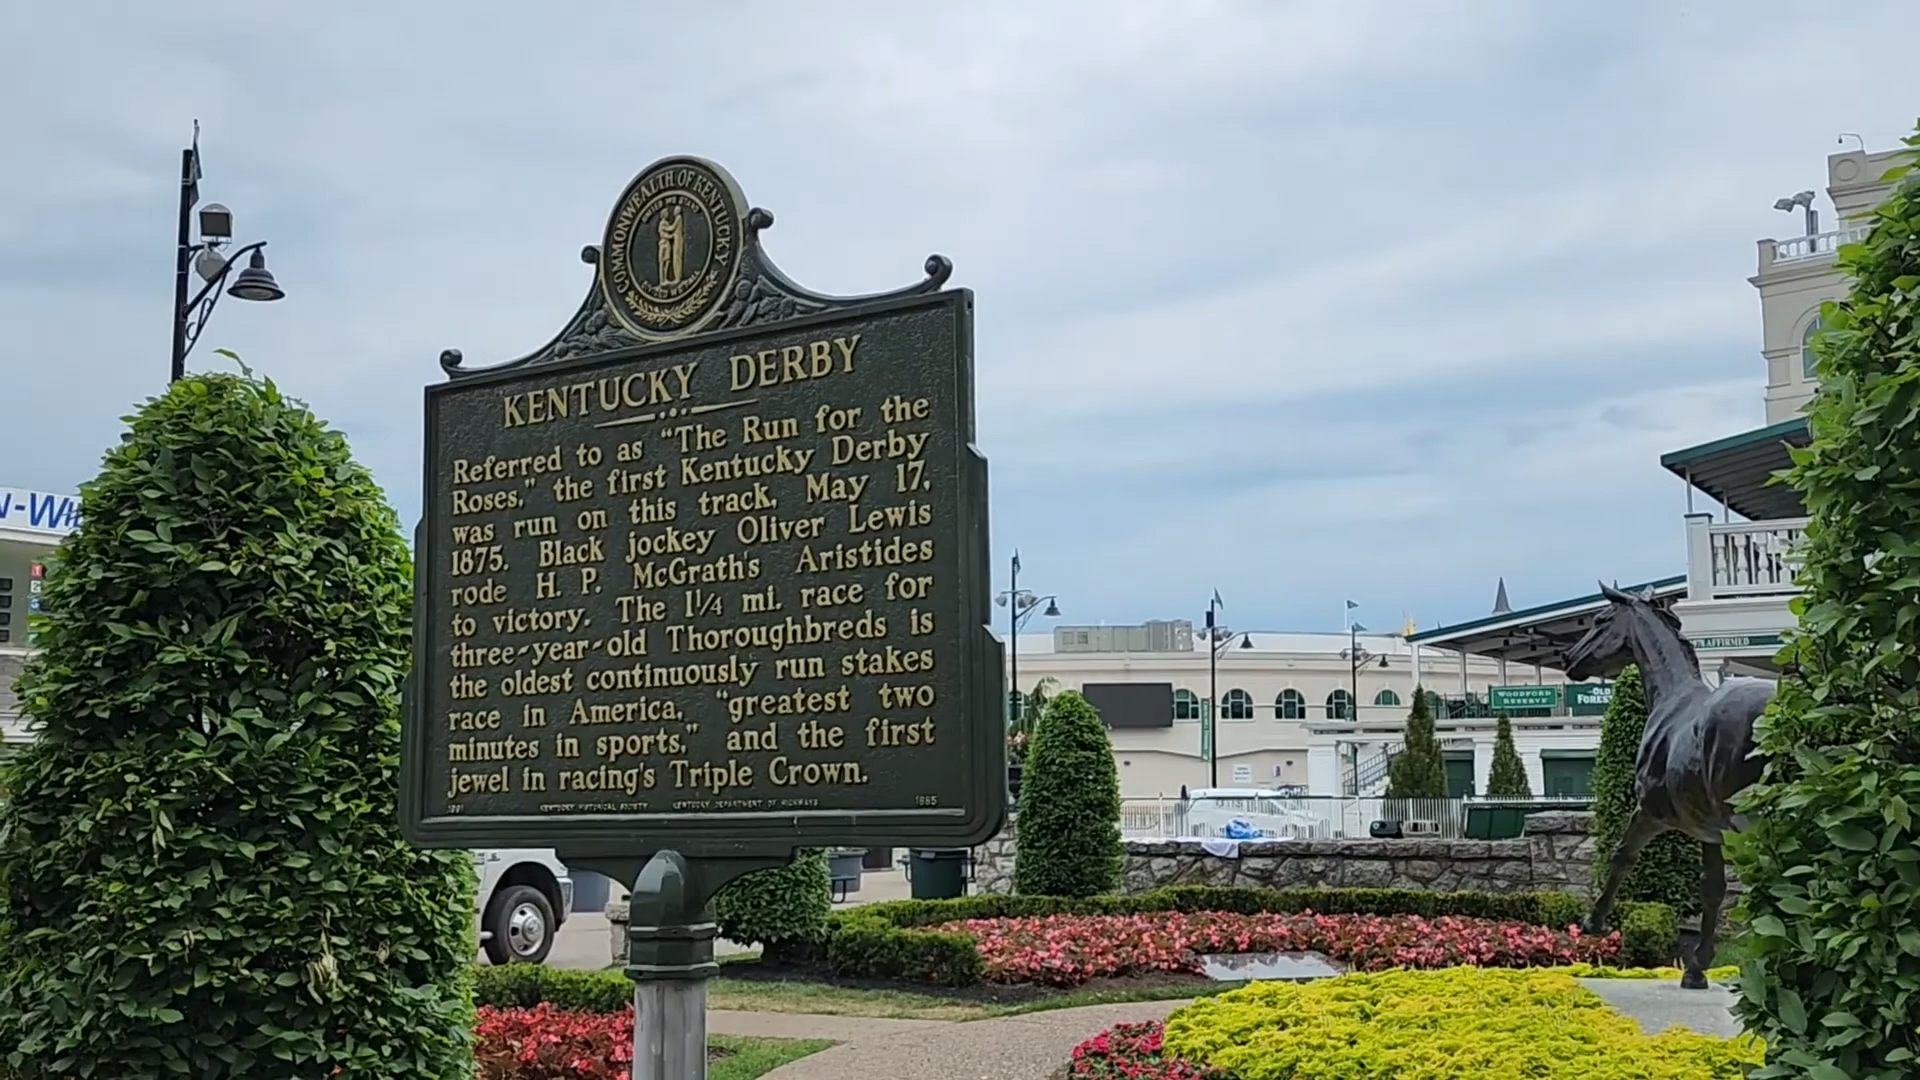 COMMONWEALTH OF KENTUCKY
KENTUCKY DERBY
Referred to as "The Run for the
Roses," the first Kentucky Derby
was run on this track, May 17,
1875. Black jockey Oliver Lewis
rode H. P. McGrath's Aristides
to victory. The 1¼ mi. race for
three-year-old Thoroughbreds is
the oldest continuously run stakes
race in America, "greatest two
minutes in sports," and the first
jewel in racing's Triple Crown.
KENTUCKY HISTORICAL SOCIETY KENTUCKY DEPARTMENT OF HIGHWAYS
AFFIRMED
WOODFORD
RESERVE
OLD